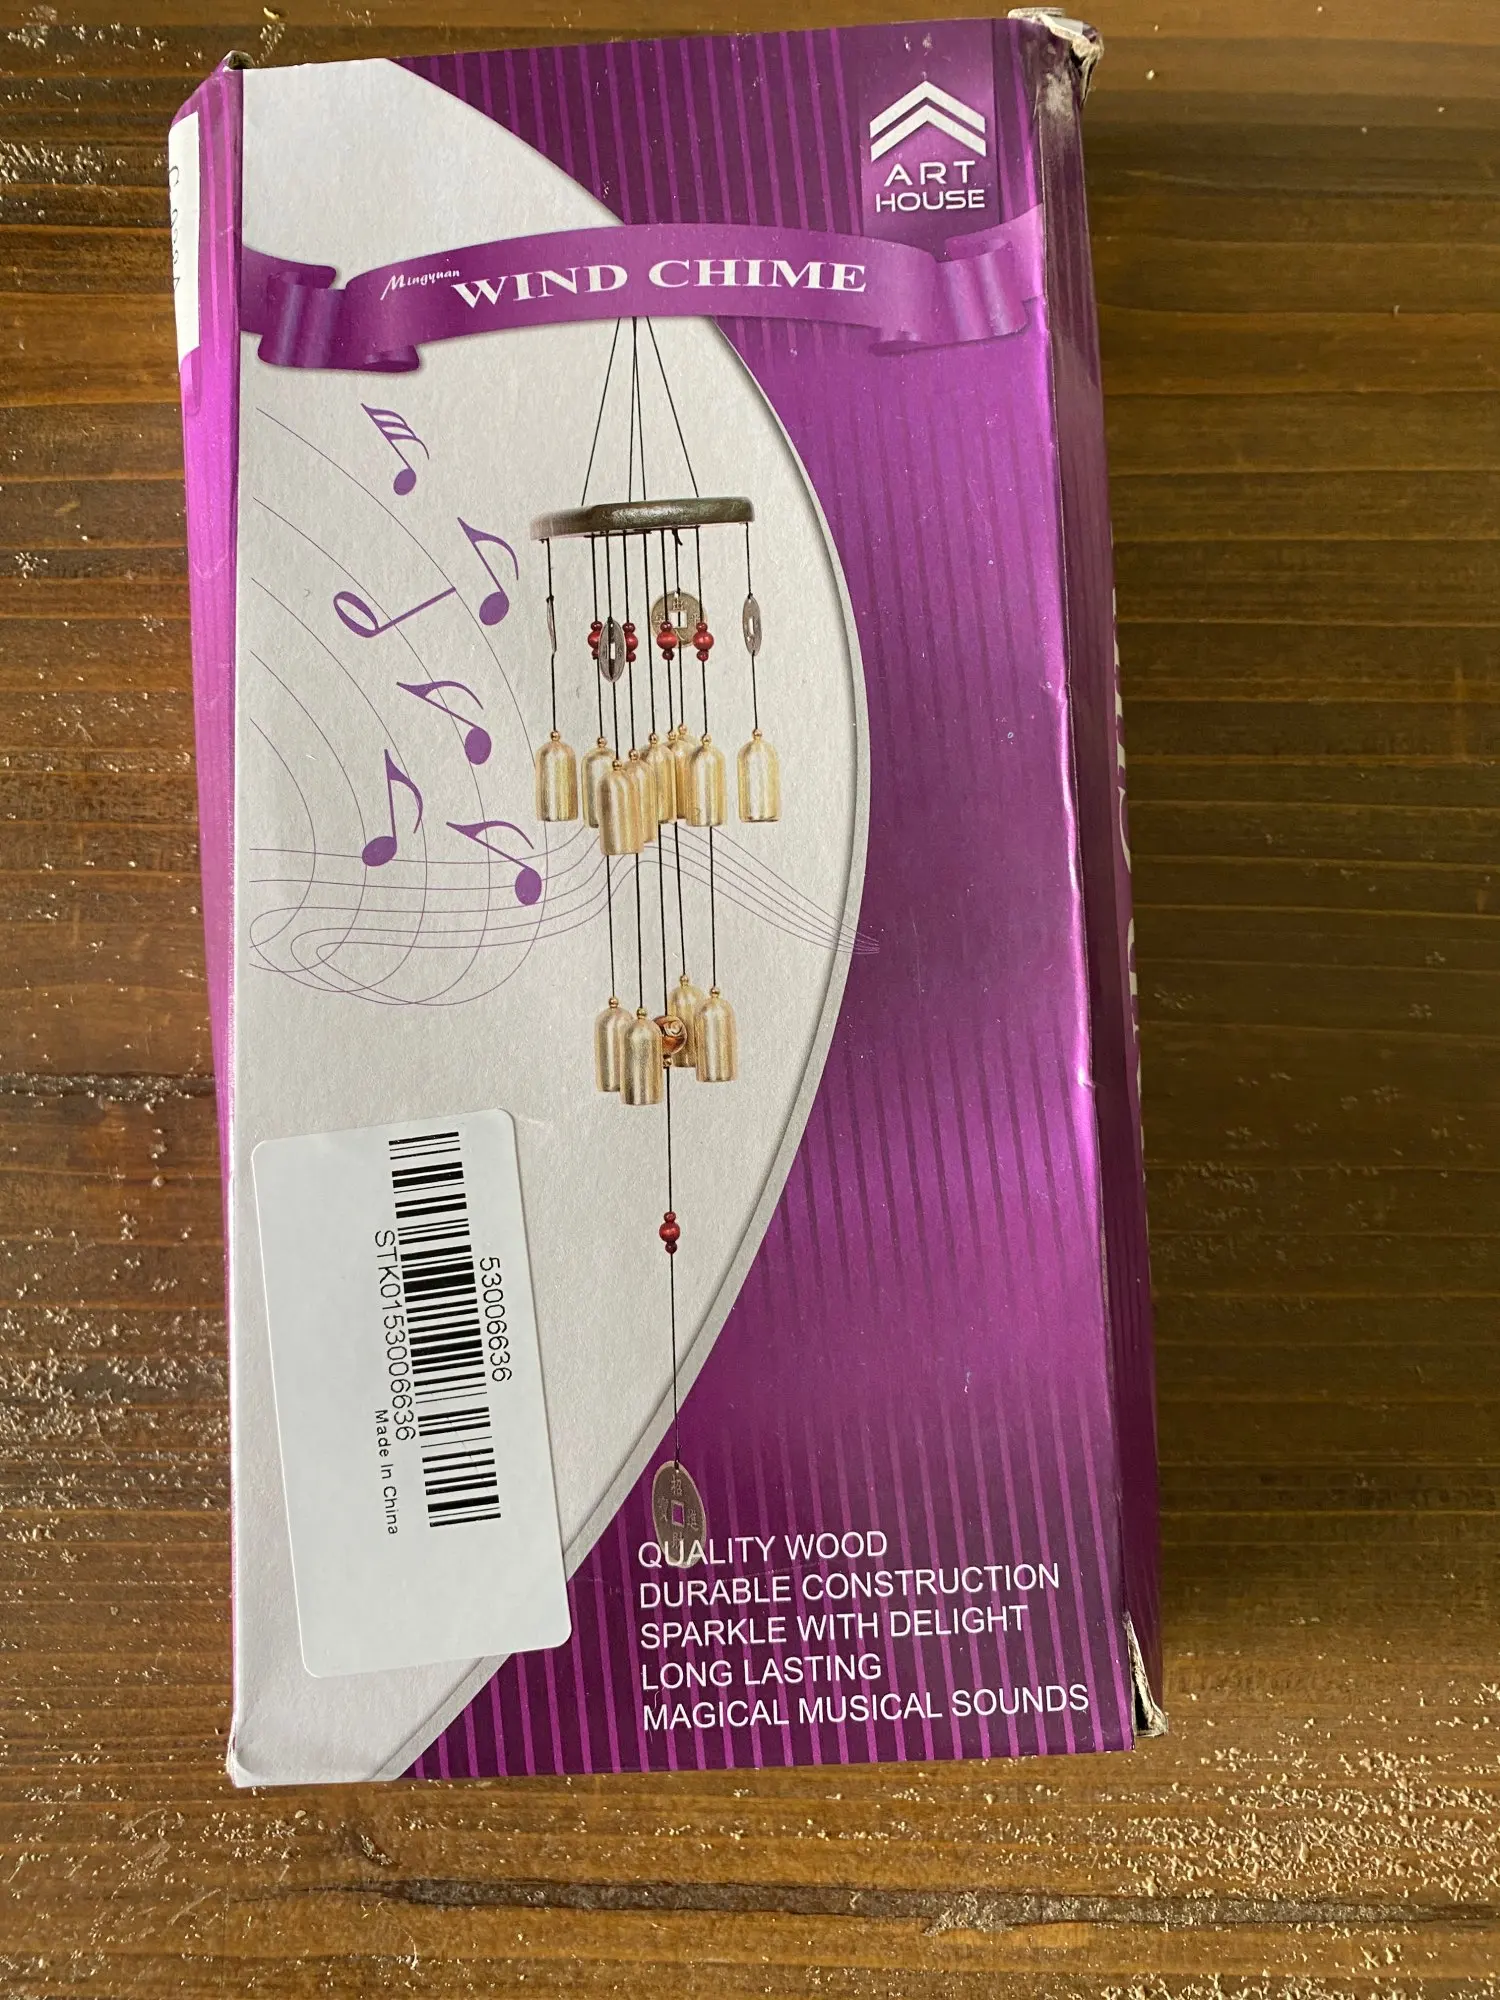 ART
HOUSE
Mingyuan WIND CHIME
53006636
STK0153006636
Made In China
QUALITY WOOD
DURABLE CONSTRUCTION
SPARKLE WITH DELIGHT
LONG LASTING
MAGICAL MUSICAL SOUNDS